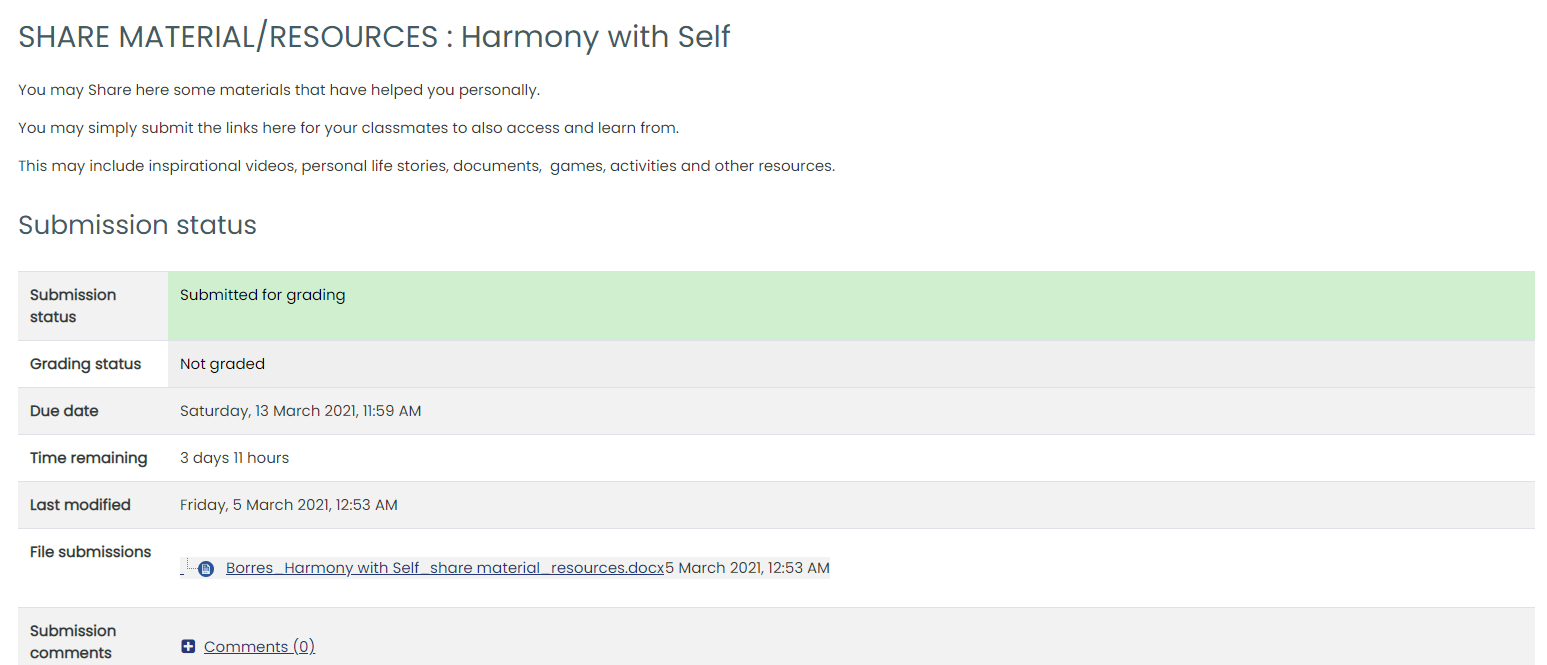 SHARE MATERIAL/RESOURCES : Harmony with Self
You may Share here some materials that have helped you personally.
You may simply submit the links here for your classmates to also access and learn from.
This may include inspirational videos, personal life stories, documents,  games, activities and other resources.
Submission status
Submission status
Submitted for grading
Grading status
Not graded
Due date
Saturday, 13 March 2021, 11:59 AM
Time remaining
3 days 11 hours
Last modified
Friday, 5 March 2021, 12:53 AM
File submissions
Borres_Harmony with Self_share material_resources.docx5 March 2021, 12:53 AM
Submission comments
Comments (0)